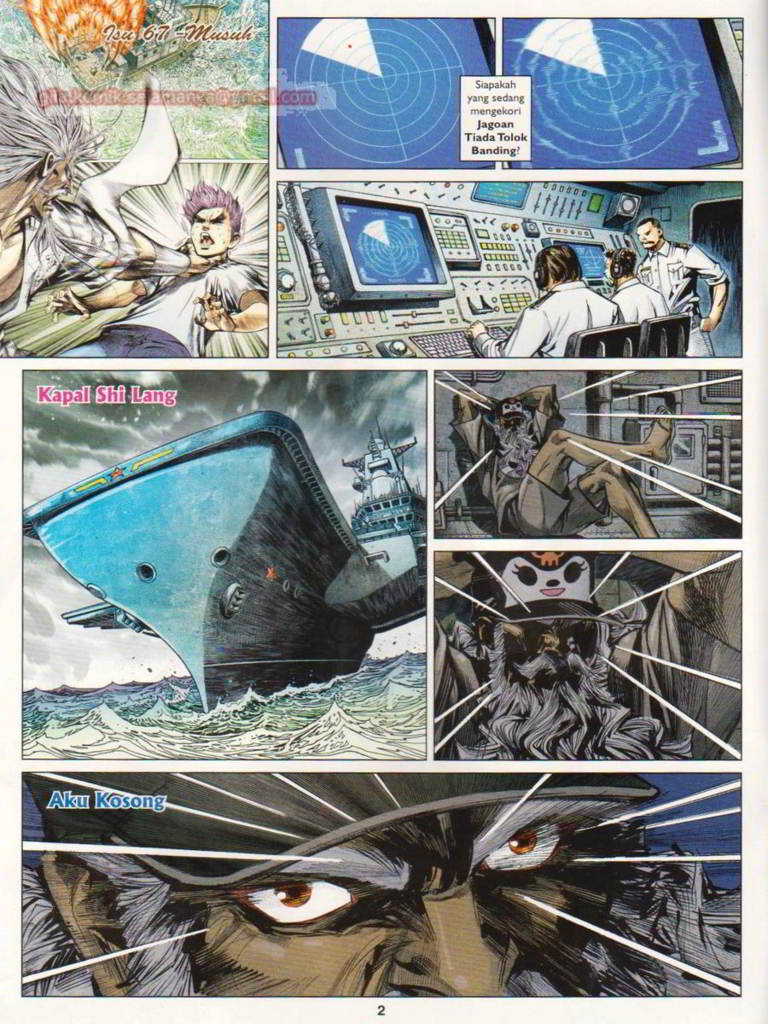 Isu 67 -Musuh
Siapakah
yang sedang
mengekori
Jagoan
Tiada Tolok
Banding?
Kapal Shi Lang
Aku Kosong
2